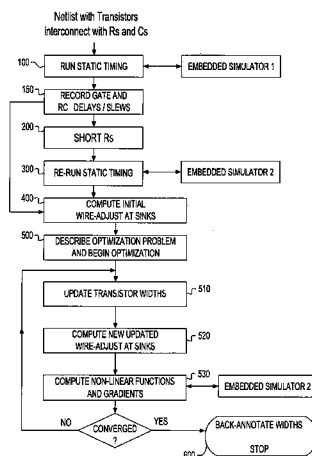 Netlist with Transistors
interconnect with Rs and Cs
100
RUN STATIC TIMING
EMBEDDED SIMULATOR 1
150
RECORD GATE AND
RC DELAYS / SLEWS
200
SHORT Rs
300
RE-RUN STATIC TIMING
EMBEDDED SIMULATOR 2
400
COMPUTE INITIAL
WIRE-ADJUST AT SINKS
500
DESCRIBE OPTIMIZATION PROBLEM
AND BEGIN OPTIMIZATION
UPDATE TRANSISTOR WIDTHS
510
COMPUTE NEW UPDATED
WIRE-ADJUST AT SINKS
520
530
COMPUTE NON-LINEAR FUNCTIONS
AND GRADIENTS
EMBEDDED SIMULATOR 2
NO
CONVERGED
?
YES
BACK-ANNOTATE WIDTHS
STOP
600